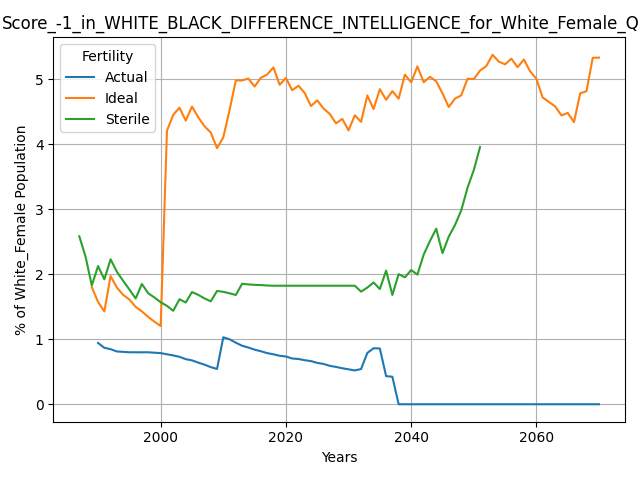 Score_-1_in_WHITE_BLACK_DIFFERENCE_INTELLIGENCE_for_White_Female_Q
Fertility
Actual
Ideal
Sterile
% of White_Female Population
5
4
3
2
1
0
2000
2020
2040
2060
Years